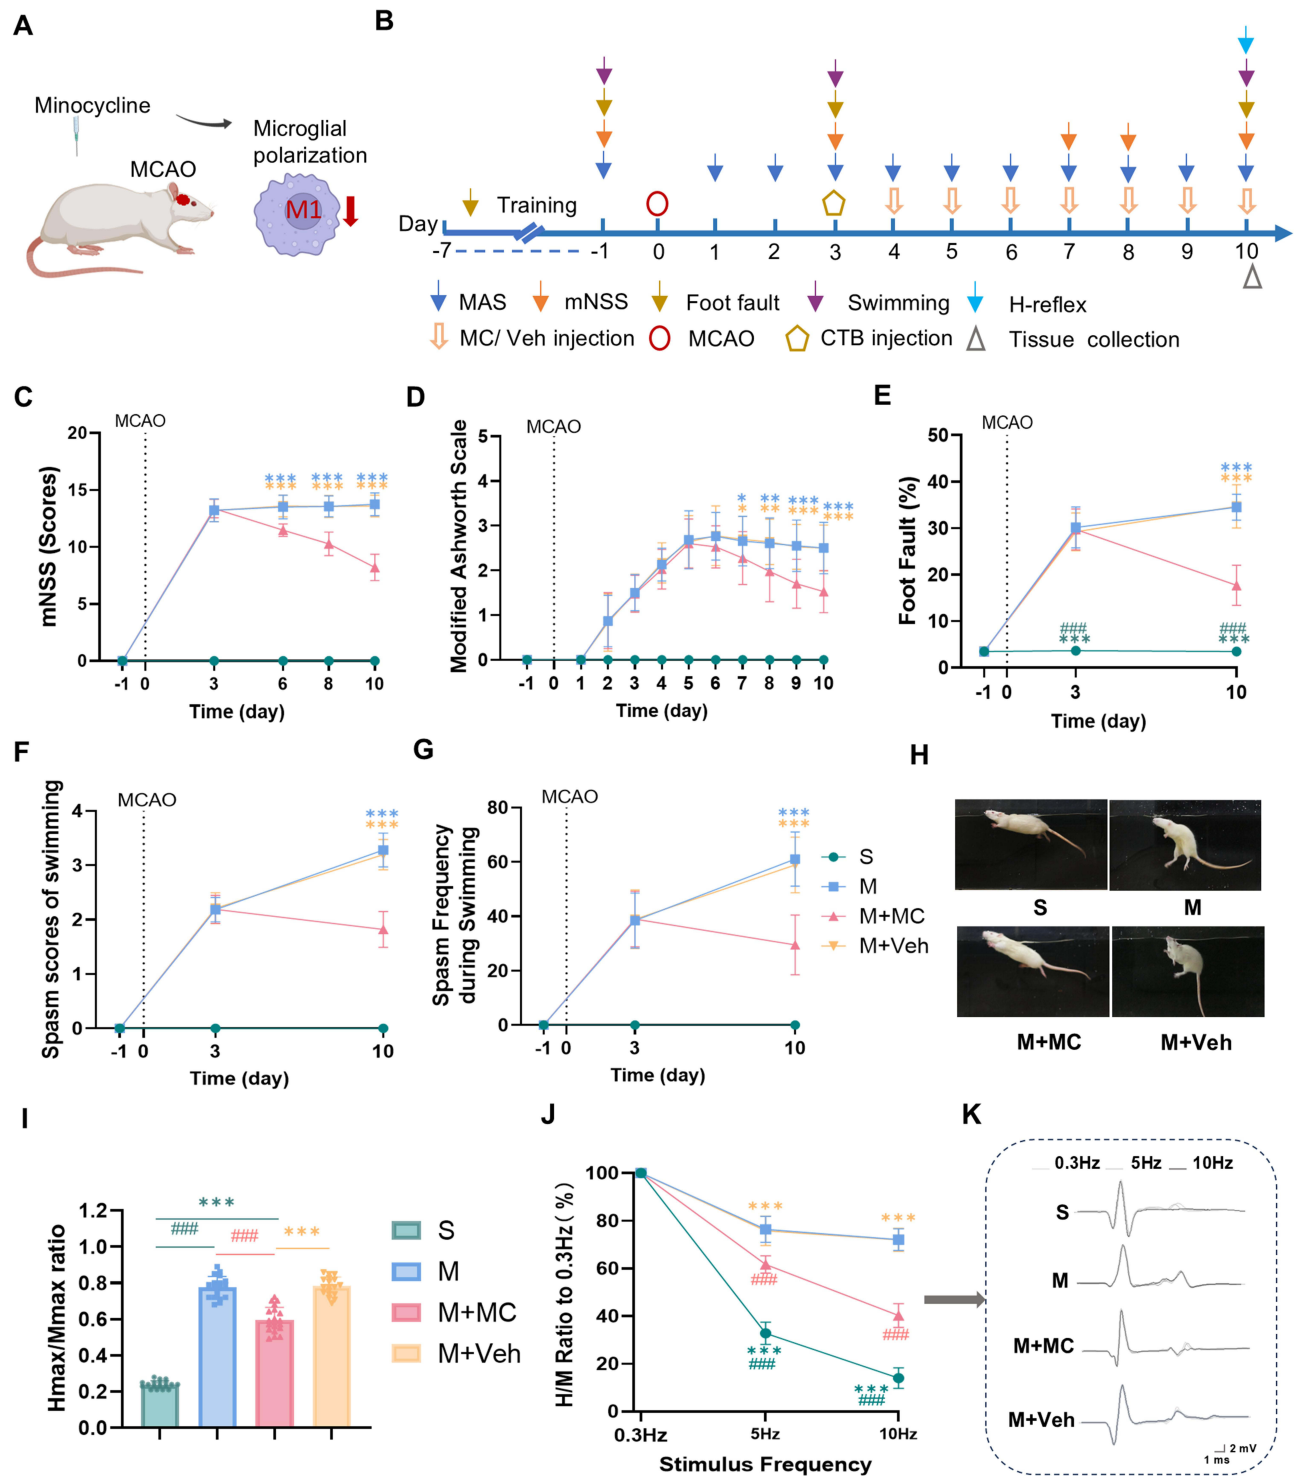 A
B
Minocycline
Microglial
polarization
MCAO
M1
Day
Training
-7
-1
0
1
2
3
4
5
6
7
8
9
10
MAS
mNSS
Foot fault
Swimming
H-reflex
MC/ Veh injection
MCAO
CTB injection
Tissue collection
C
MCAO
mNSS (Scores)
20
15
10
5
0
*** *** ***
*** *** ***
-1 0 3 6 8 10
Time (day)
D
MCAO
Modified Ashworth Scale
5
4
3
2
1
0
* ** *** ***
* ** *** ***
-1 0 1 2 3 4 5 6 7 8 9 10
Time (day)
E
MCAO
Foot Fault (%)
50
40
30
20
10
0
***
***
### ###
*** ***
-1 0 3 10
Time (day)
F
MCAO
Spasm scores of swimming
4
3
2
1
0
***
***
-1 0 3 10
Time (day)
G
MCAO
Spasm Frequency
during Swimming
80
60
40
20
0
***
***
-1 0 3 10
Time (day)
S
M
M+MC
M+Veh
H
S
M
M+MC
M+Veh
I
Hmax/Mmax ratio
1.2
1.0
0.8
0.6
0.4
0.2
0.0
***
### ### ***
S
M
M+MC
M+Veh
J
H/M Ratio to 0.3Hz ( %)
100
80
60
40
20
0
*** ***
### ###
*** ***
### ###
0.3Hz 5Hz 10Hz
Stimulus Frequency
K
0.3Hz 5Hz 10Hz
S
M
M+MC
M+Veh
2 mV
1 ms